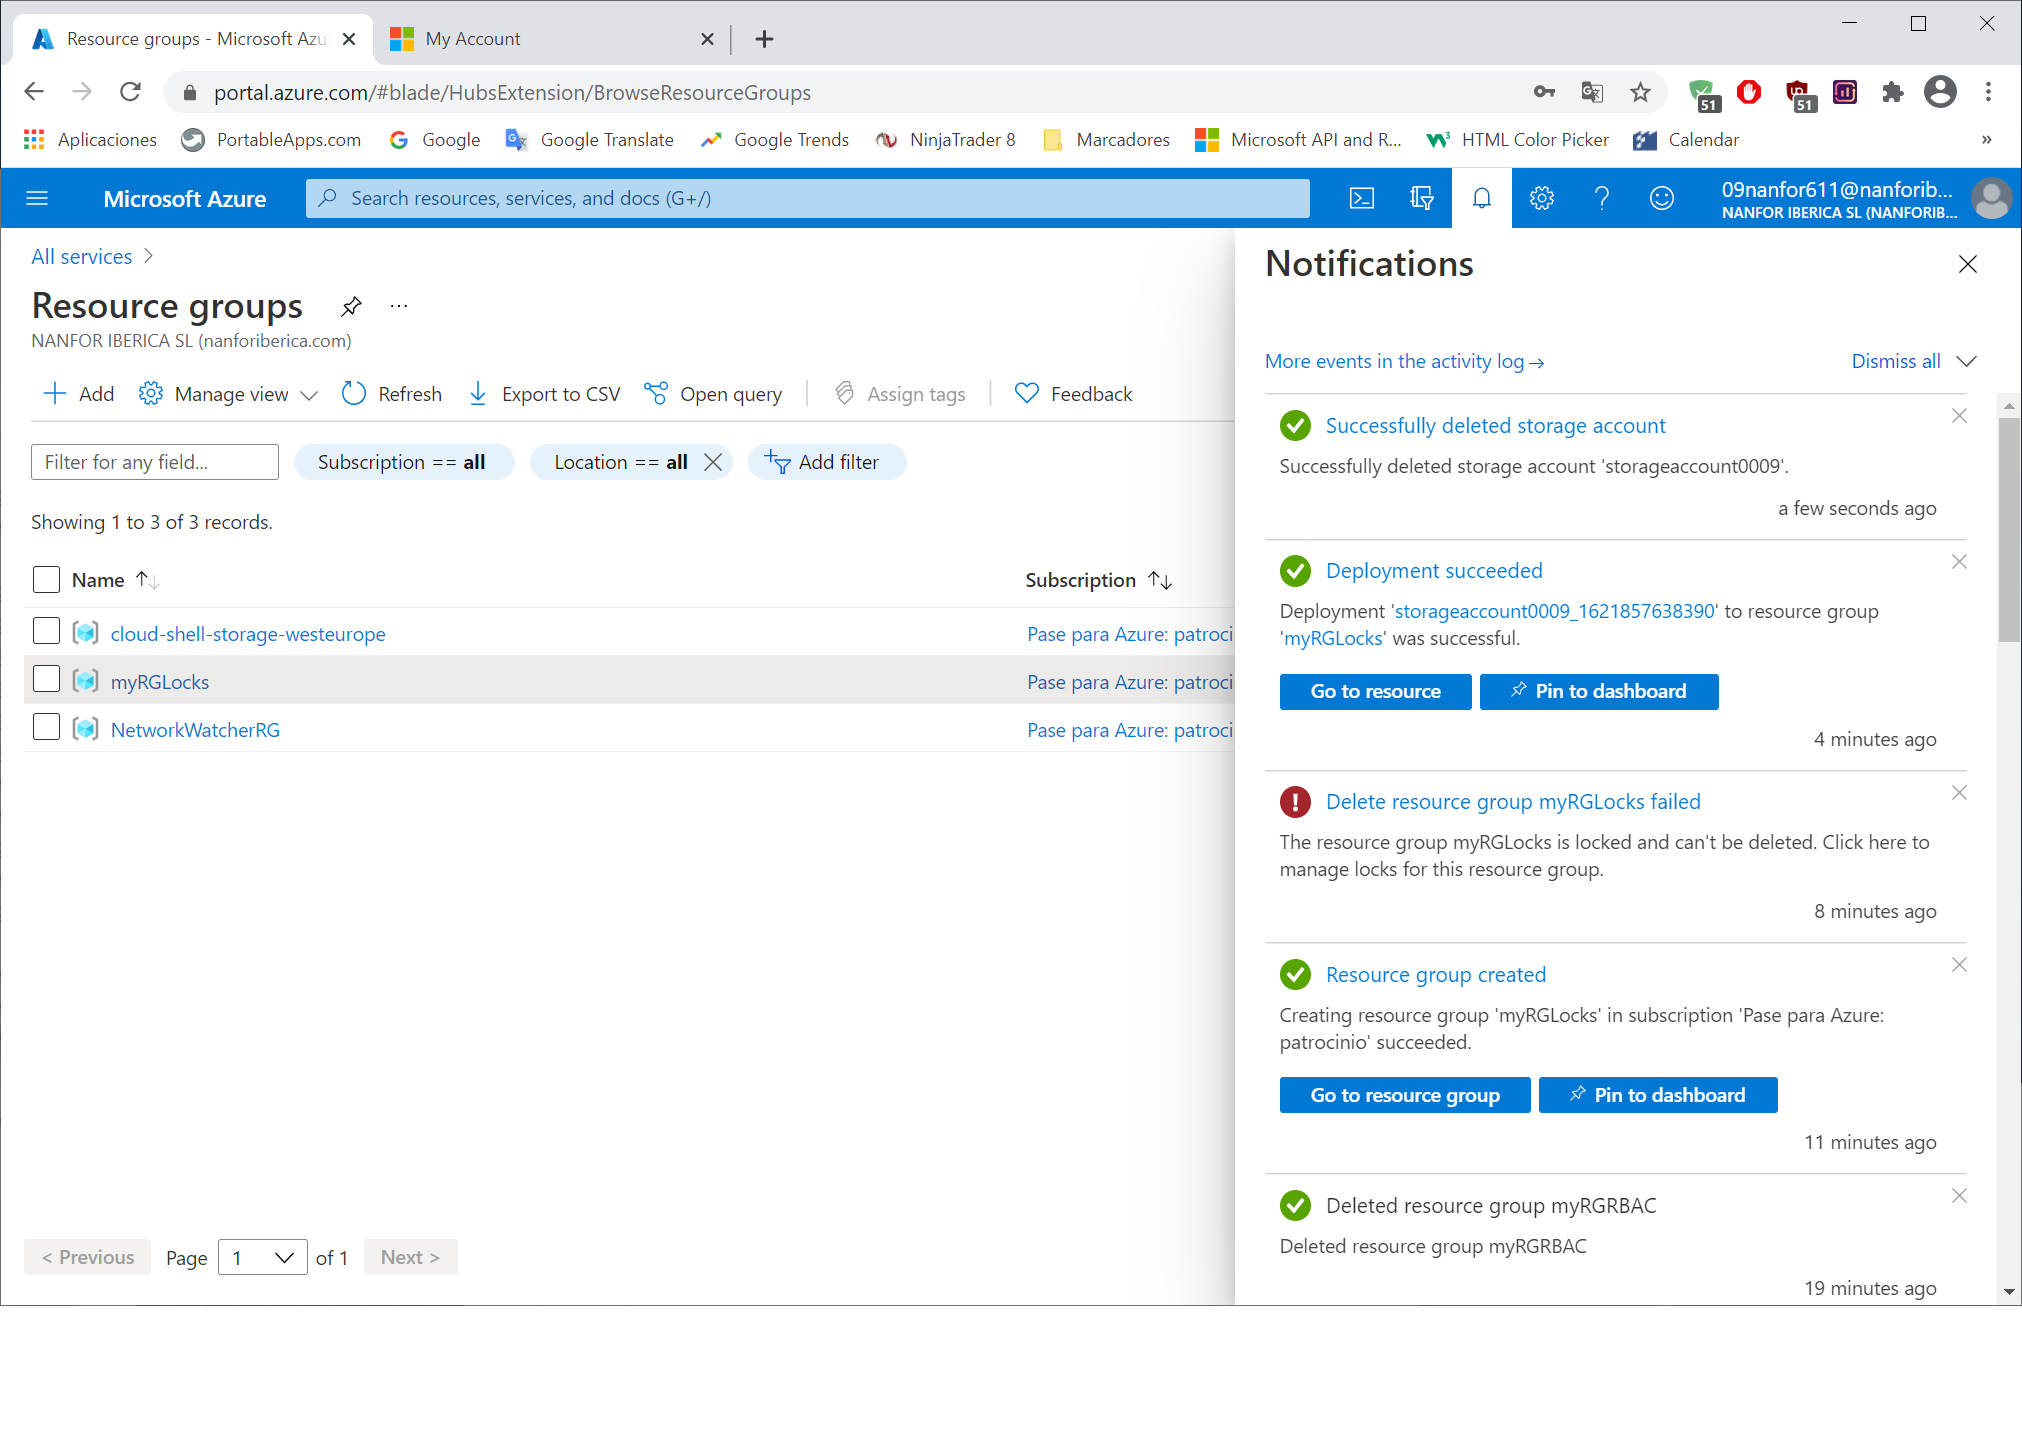 Resource groups - Microsoft Azu
My Account
portal.azure.com/#blade/HubsExtension/BrowseResourceGroups
51
51
Aplicaciones
PortableApps.com
Google
Google Translate
Google Trends
NinjaTrader 8
Marcadores
Microsoft API and R...
HTML Color Picker
Calendar
»
Microsoft Azure
Search resources, services, and docs (G+/)
09nanfor611@nanforib...
NANFOR IBERICA SL (NANFORIB...
All services >
Resource groups
...
NANFOR IBERICA SL (nanforiberica.com)
Add
Manage view
Refresh
Export to CSV
Open query
Assign tags
Feedback
Filter for any field...
Subscription == all
Location == all
Add filter
Showing 1 to 3 of 3 records.
Name ↑↓
Subscription ↑↓
cloud-shell-storage-westeurope
Pase para Azure: patroci
myRGLocks
Pase para Azure: patroci
NetworkWatcherRG
Pase para Azure: patroci
< Previous
Page
1
of 1
Next >
Notifications
More events in the activity log →
Dismiss all
Successfully deleted storage account
Successfully deleted storage account 'storageaccount0009'.
a few seconds ago
Deployment succeeded
Deployment 'storageaccount0009_1621857638390' to resource group
'myRGLocks' was successful.
Go to resource
Pin to dashboard
4 minutes ago
Delete resource group myRGLocks failed
The resource group myRGLocks is locked and can't be deleted. Click here to
manage locks for this resource group.
8 minutes ago
Resource group created
Creating resource group 'myRGLocks' in subscription 'Pase para Azure:
patrocinio' succeeded.
Go to resource group
Pin to dashboard
11 minutes ago
Deleted resource group myRGRBAC
Deleted resource group myRGRBAC
19 minutes ago